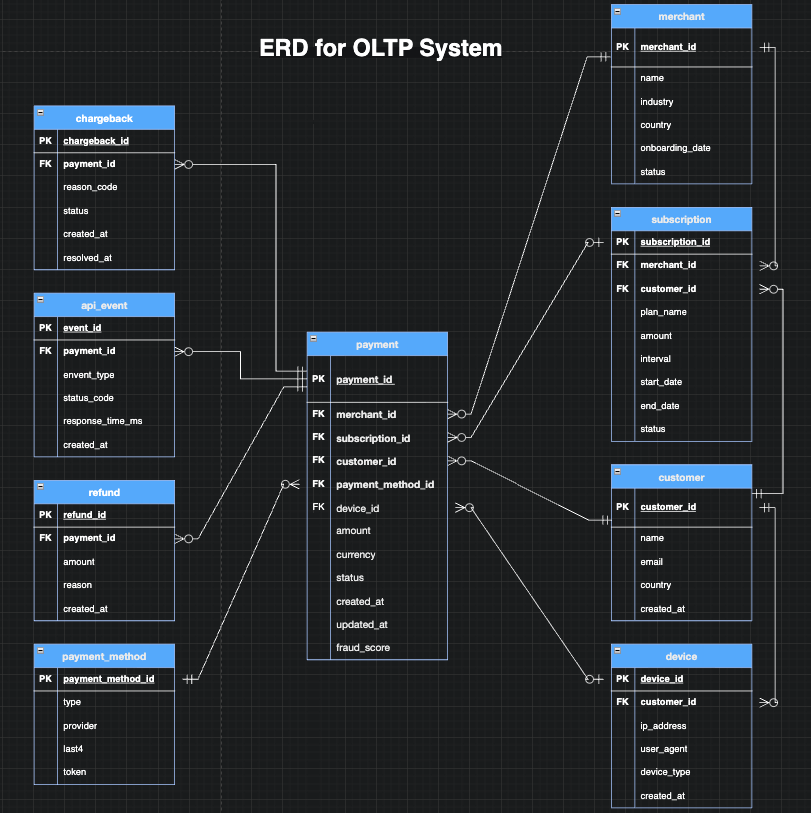 ERD for OLTP System
chargeback
PK chargeback_id
FK payment_id
reason_code
status
created_at
resolved_at
api_event
PK event_id
FK payment_id
envent_type
status_code
response_time_ms
created_at
refund
PK refund_id
FK payment_id
amount
reason
created_at
payment_method
PK payment_method_id
type
provider
last4
token
payment
PK payment_id
FK merchant_id
FK subscription_id
FK customer_id
FK payment_method_id
FK device_id
amount
currency
status
created_at
updated_at
fraud_score
merchant
PK merchant_id
name
industry
country
onboarding_date
status
subscription
PK subscription_id
FK merchant_id
FK customer_id
plan_name
amount
interval
start_date
end_date
status
customer
PK customer_id
name
email
country
created_at
device
PK device_id
FK customer_id
ip_address
user_agent
device_type
created_at